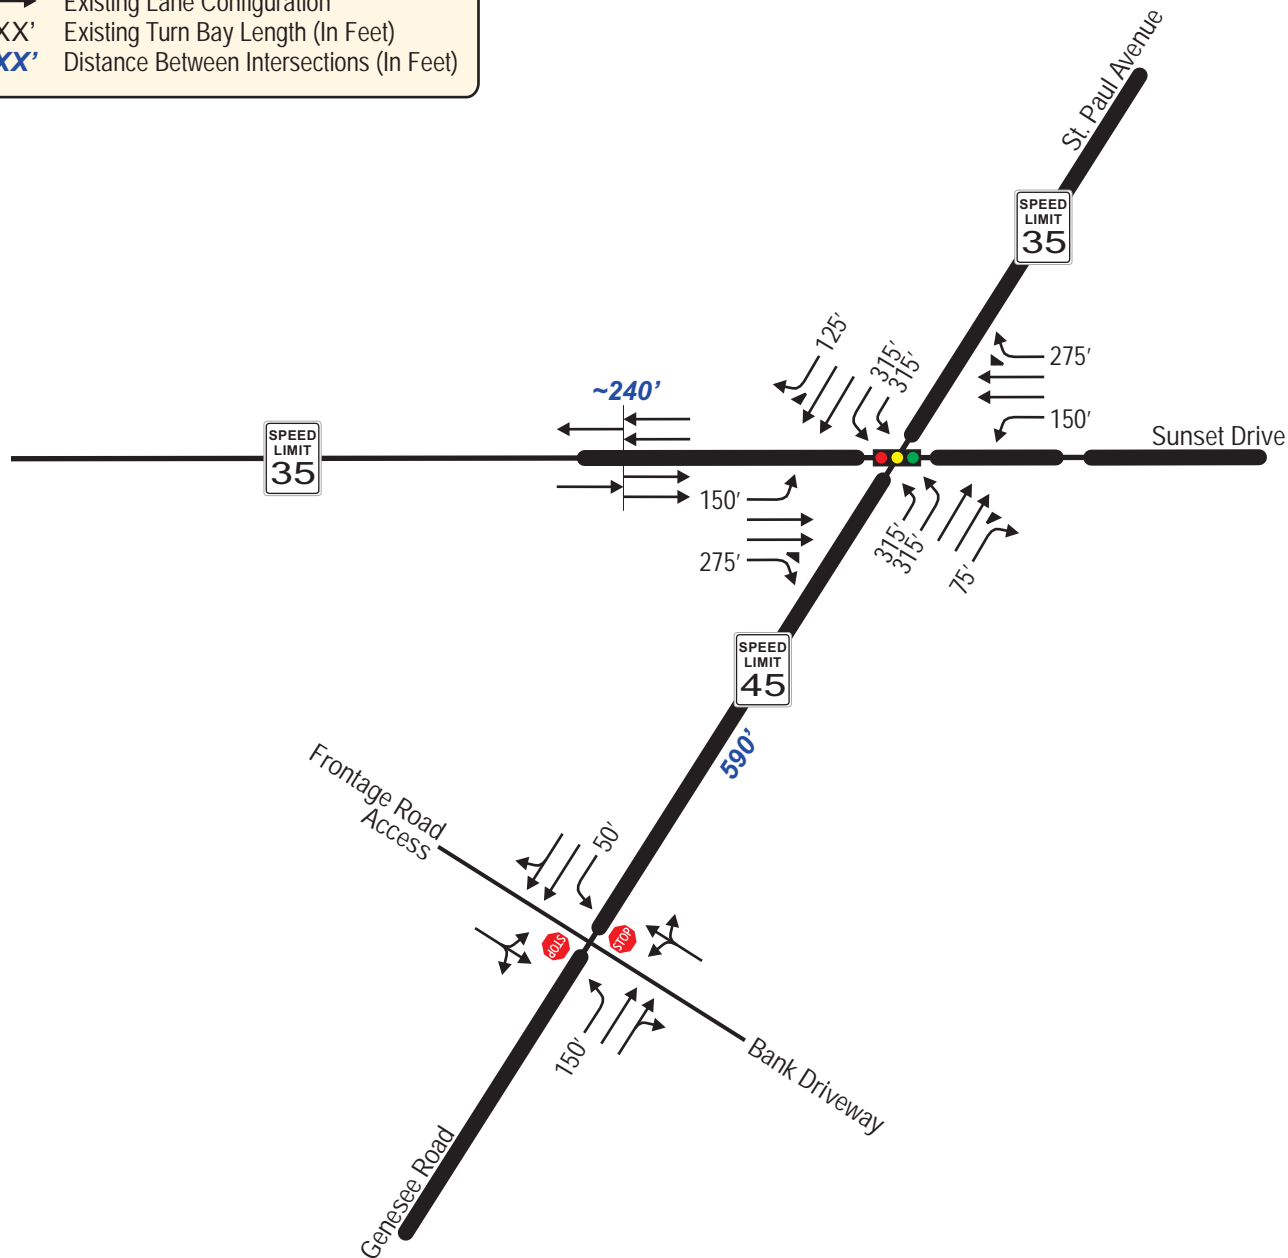 Existing Lane Configuration
XX' Existing Turn Bay Length (In Feet)
XX' Distance Between Intersections (In Feet)
St. Paul Avenue
SPEED
LIMIT
35
125'
315'
315'
275'
~240'
150'
Sunset Drive
SPEED
LIMIT
35
150'
275'
315'
315'
75'
SPEED
LIMIT
45
590'
Frontage Road
Access
50'
STOP
STOP
150'
Bank Driveway
Genesee Road